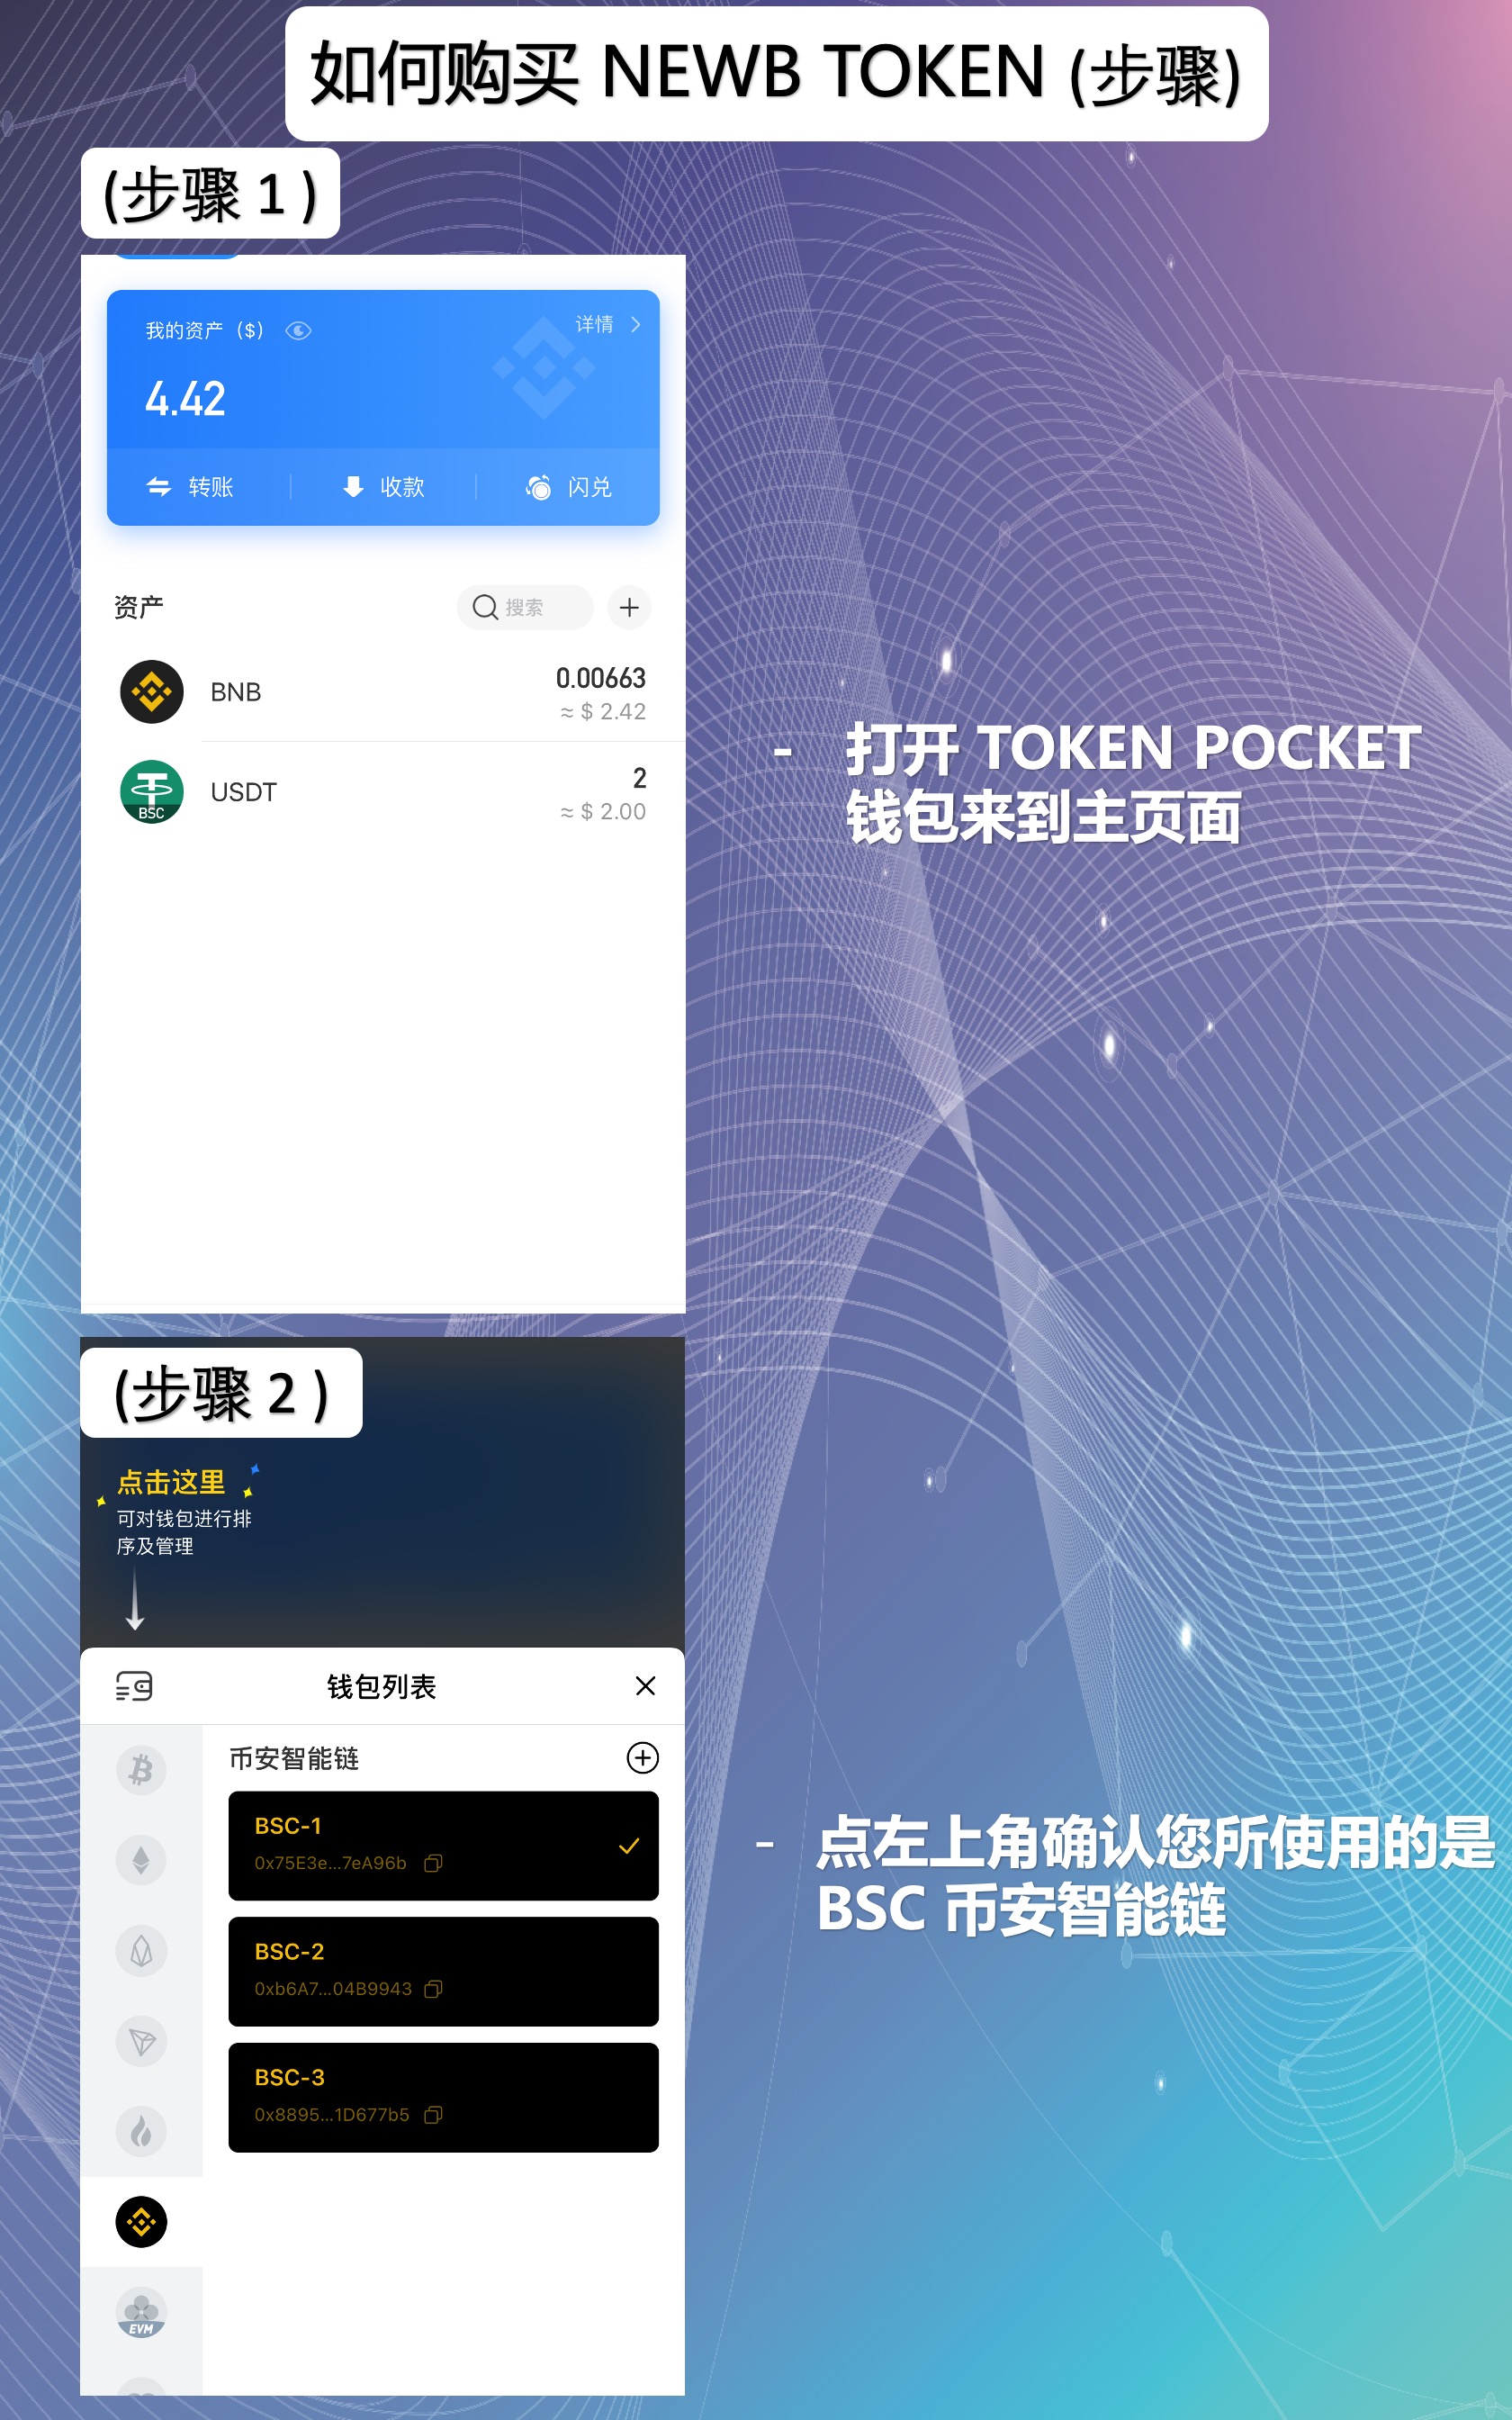 如何购买 NEWB TOKEN (步骤)
(步骤 1 )
我的资产 ($)
详情
4.42
转账
收款
闪兑
资产
搜索
BNB
0.00663
≈ $ 2.42
USDT
2
BSC
≈ $ 2.00
- 打开 TOKEN POCKET
钱包来到主页面
(步骤 2 )
点击这里
可对钱包进行排
序及管理
钱包列表
币安智能链
BSC-1
0x75E3e...7eA96b
BSC-2
0xb6A7...04B9943
BSC-3
0x8895...1D677b5
EVM
- 点左上角确认您所使用的是
BSC 币安智能链